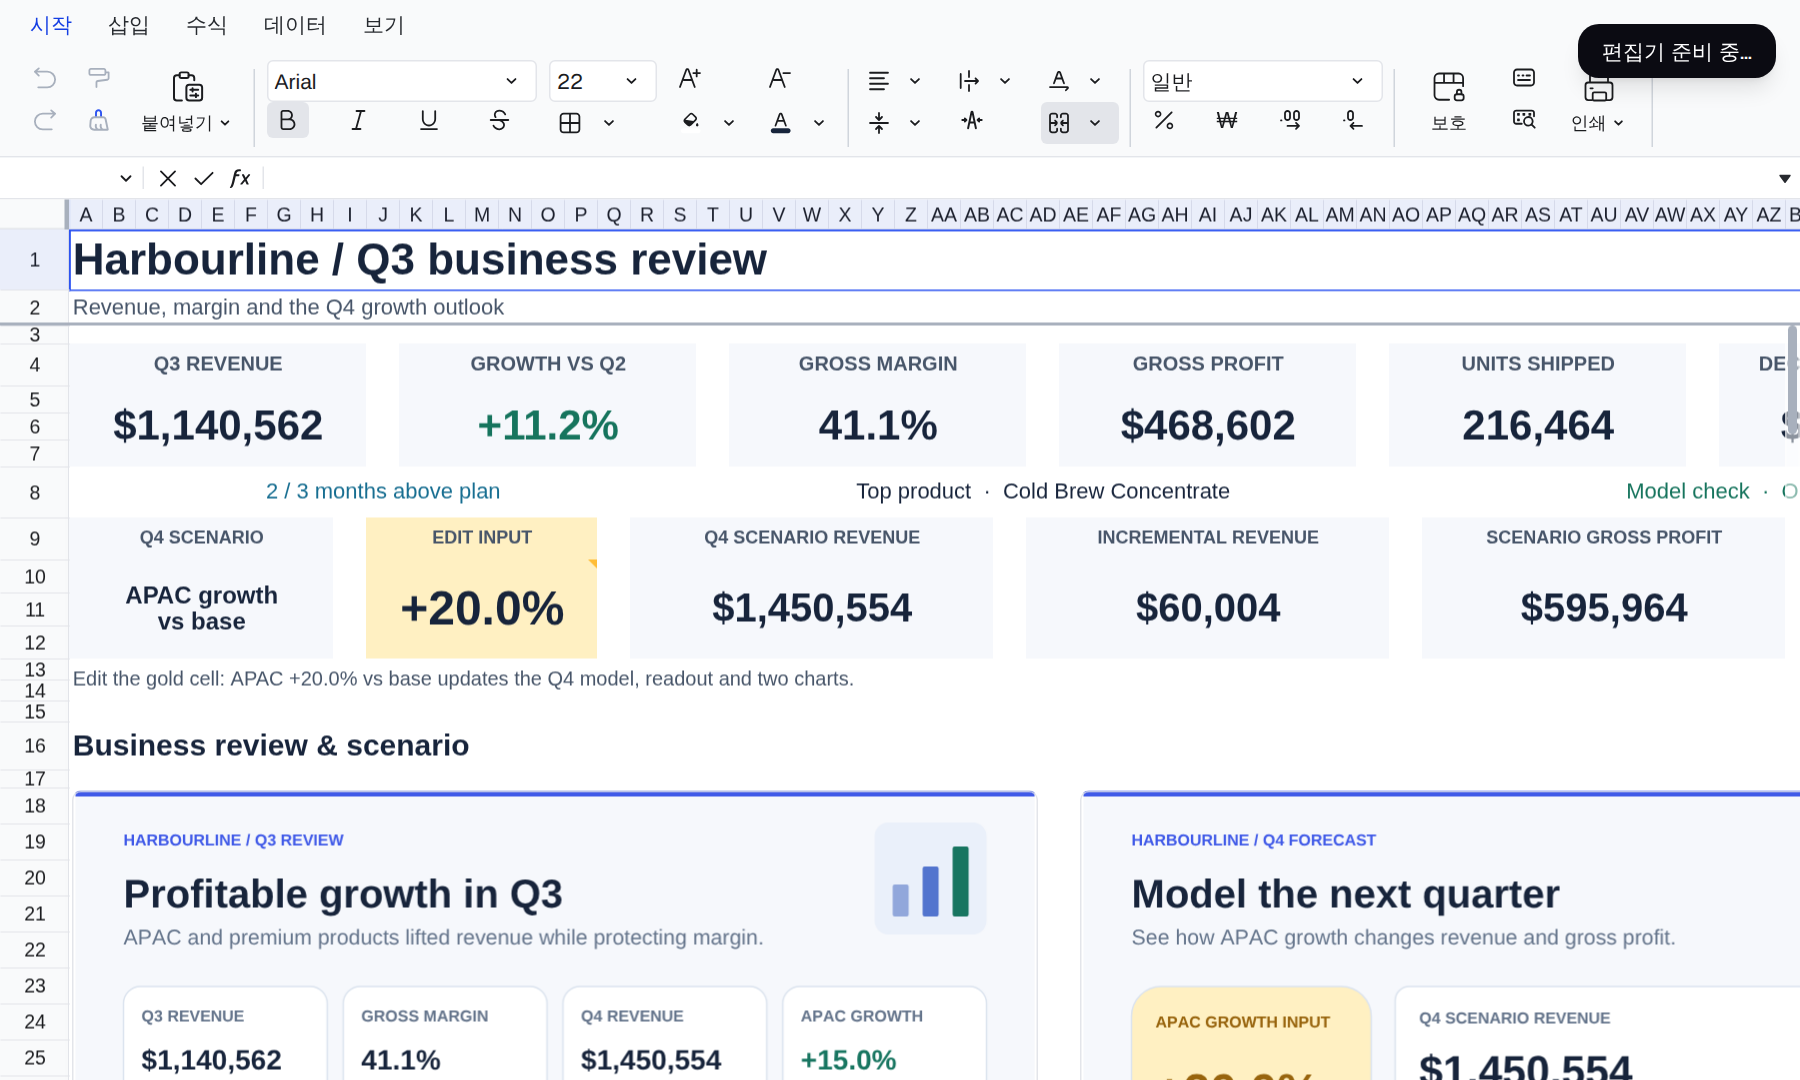 시작 삽입 수식 데이터 보기
편집기 준비 중...
Arial 22 일반
붙여넣기 보호 인쇄
fx
A B C D E F G H I J K L M N O P Q R S T U V W X Y Z AA AB AC AD AE AF AG AH AI AJ AK AL AM AN AO AP AQ AR AS AT AU AV AW AX AY AZ B
1 Harbourline / Q3 business review
2 Revenue, margin and the Q4 growth outlook
3
4 Q3 REVENUE GROWTH VS Q2 GROSS MARGIN GROSS PROFIT UNITS SHIPPED
5
6 $1,140,562 +11.2% 41.1% $468,602 216,464
7
8 2 / 3 months above plan Top product · Cold Brew Concentrate Model check ·
9 Q4 SCENARIO EDIT INPUT Q4 SCENARIO REVENUE INCREMENTAL REVENUE SCENARIO GROSS PROFIT
10
APAC growth
11 +20.0% $1,450,554 $60,004 $595,964
vs base
12
13
Edit the gold cell: APAC +20.0% vs base updates the Q4 model, readout and two charts.
14
15
16 Business review & scenario
17
18
19 HARBOURLINE / Q3 REVIEW HARBOURLINE / Q4 FORECAST
20 Profitable growth in Q3 Model the next quarter
21
22 APAC and premium products lifted revenue while protecting margin. See how APAC growth changes revenue and gross profit.
23
24 Q3 REVENUE GROSS MARGIN Q4 REVENUE APAC GROWTH APAC GROWTH INPUT Q4 SCENARIO REVENUE
25 $1,140,562 41.1% $1,450,554 +15.0% $1,450,554